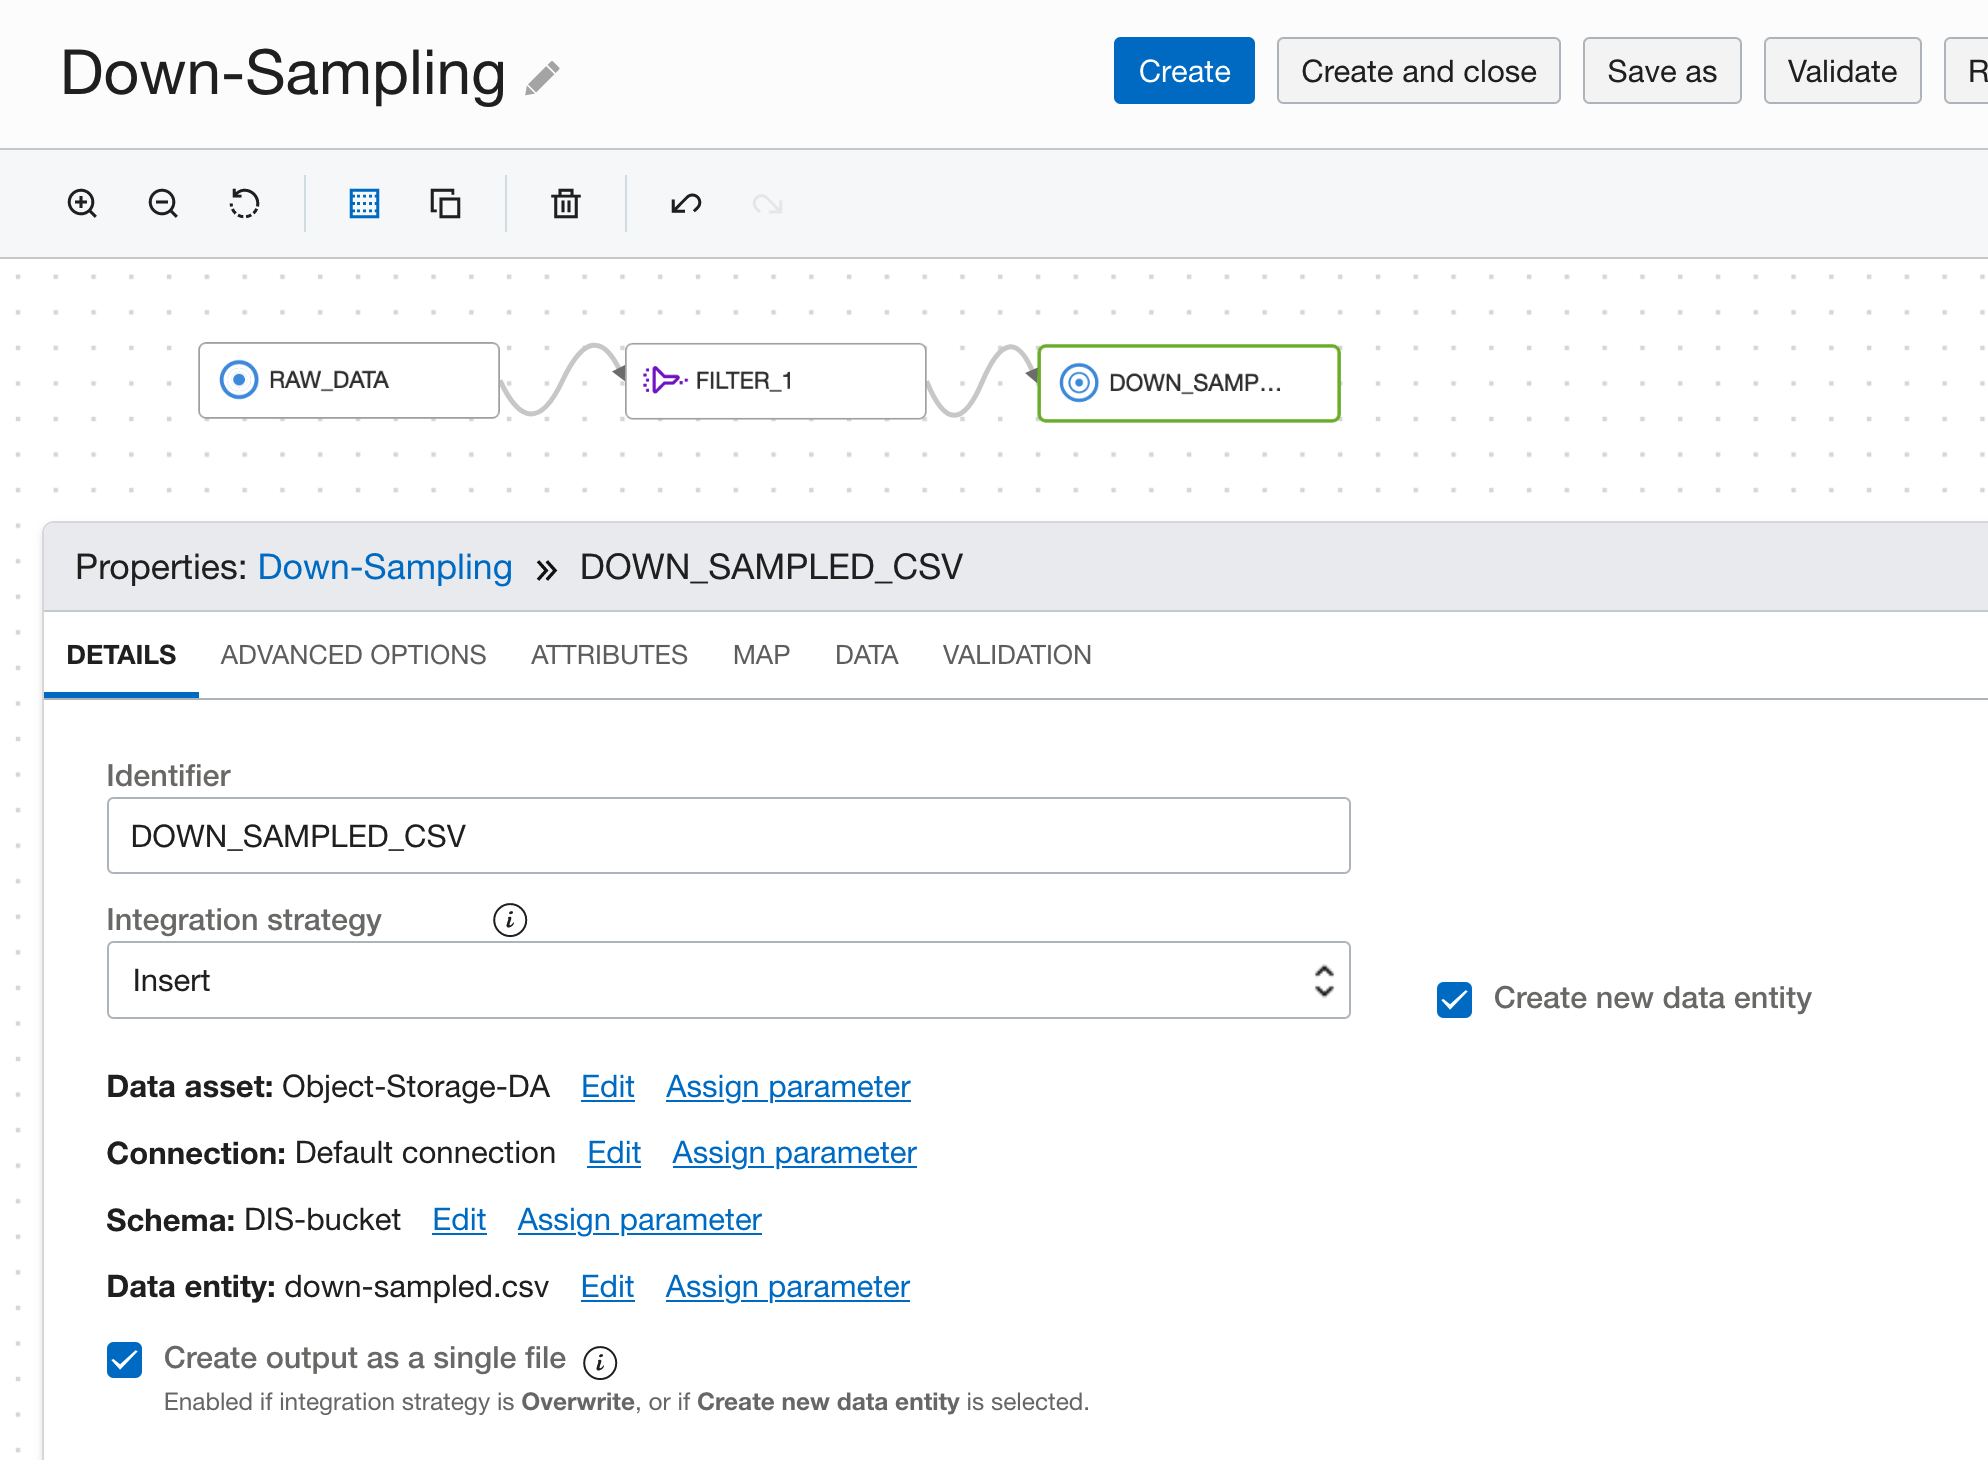 Down-Sampling
Create
Create and close
Save as
Validate
RAW_DATA
FILTER_1
DOWN_SAMP...
Properties: Down-Sampling » DOWN_SAMPLED_CSV
DETAILS ADVANCED OPTIONS ATTRIBUTES MAP DATA VALIDATION
Identifier
DOWN_SAMPLED_CSV
Integration strategy
Insert
Create new data entity
Data asset: Object-Storage-DA Edit Assign parameter
Connection: Default connection Edit Assign parameter
Schema: DIS-bucket Edit Assign parameter
Data entity: down-sampled.csv Edit Assign parameter
Create output as a single file
Enabled if integration strategy is Overwrite, or if Create new data entity is selected.